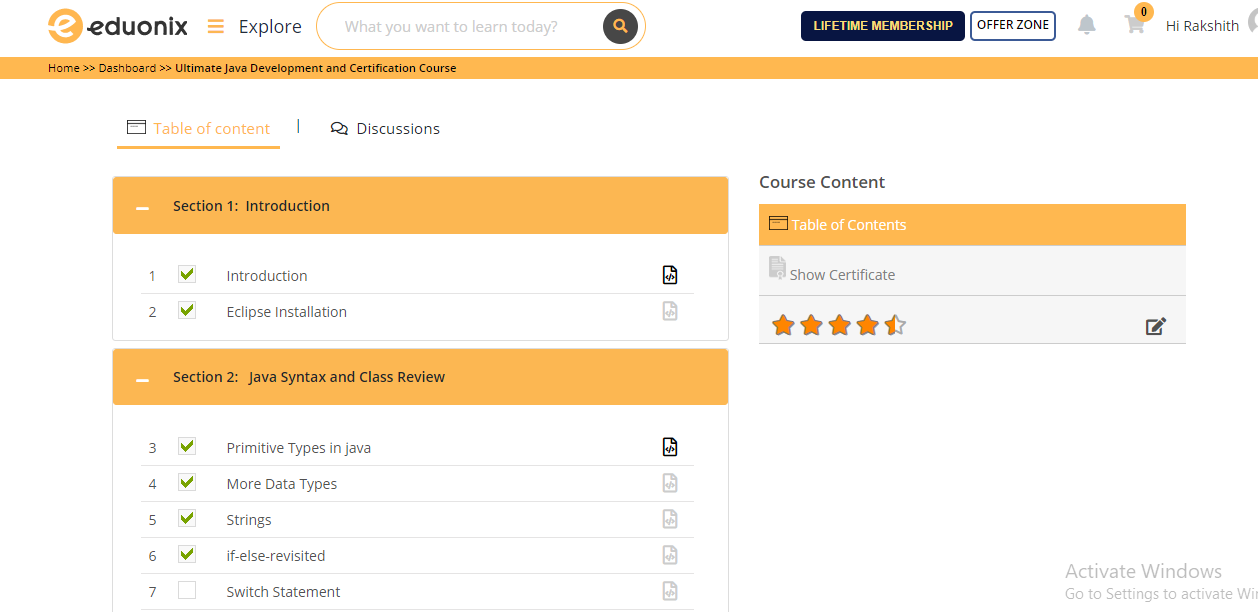 eduonix
Explore
What you want to learn today?
LIFETIME MEMBERSHIP
OFFER ZONE
0
Hi Rakshith
Home >> Dashboard >> Ultimate Java Development and Certification Course
Table of content
Discussions
Section 1: Introduction
1 Introduction
2 Eclipse Installation
Section 2: Java Syntax and Class Review
3 Primitive Types in java
4 More Data Types
5 Strings
6 if-else-revisited
7 Switch Statement
Course Content
Table of Contents
Show Certificate
Activate Windows
Go to Settings to activate Wi